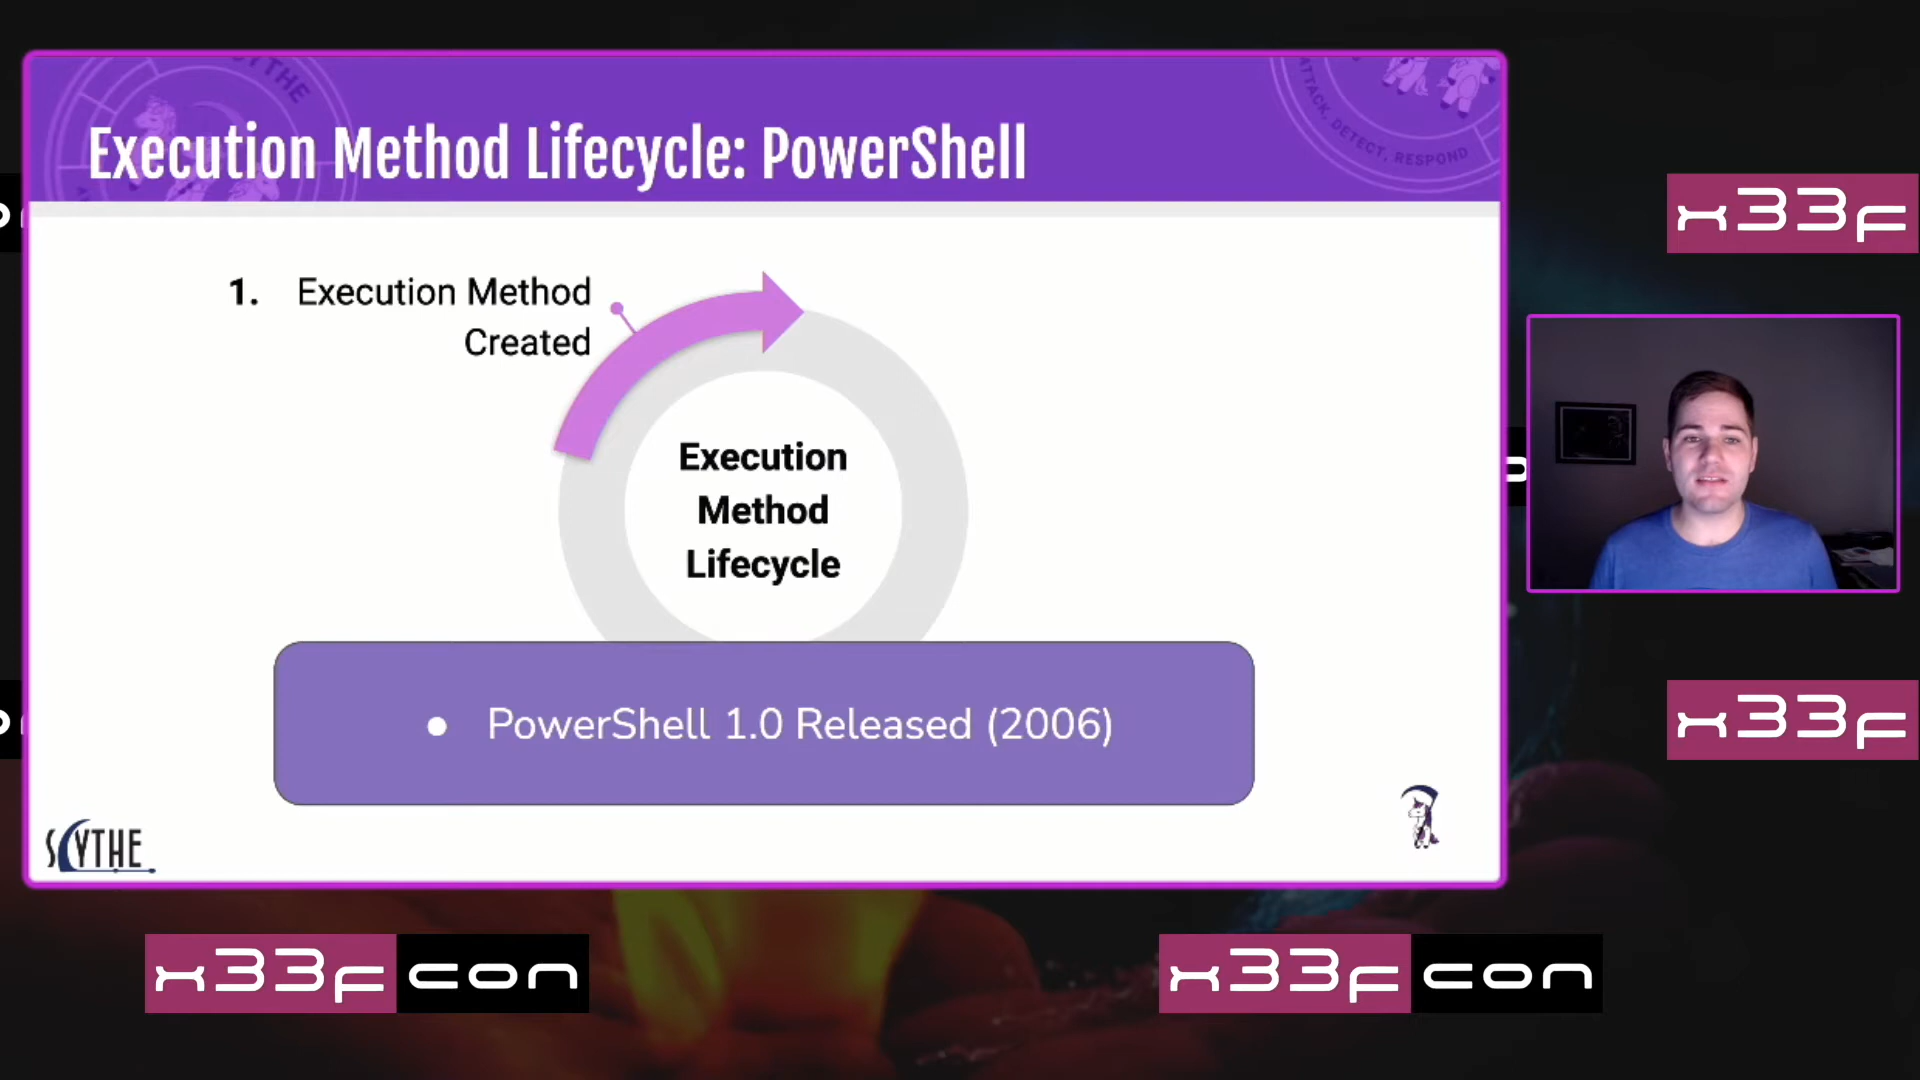 SCYTHE
ATTACK, DETECT, RESPOND
Execution Method Lifecycle: PowerShell
1. Execution Method
Created
Execution
Method
Lifecycle
● PowerShell 1.0 Released (2006)
SCYTHE
x33f
x33f
x33fcon
x33fcon